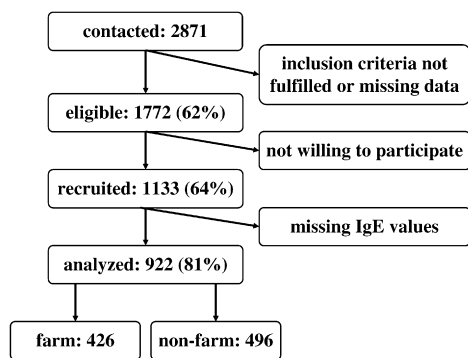 contacted: 2871
inclusion criteria not
fulfilled or missing data
eligible: 1772 (62%)
not willing to participate
recruited: 1133 (64%)
missing IgE values
analyzed: 922 (81%)
farm: 426
non-farm: 496